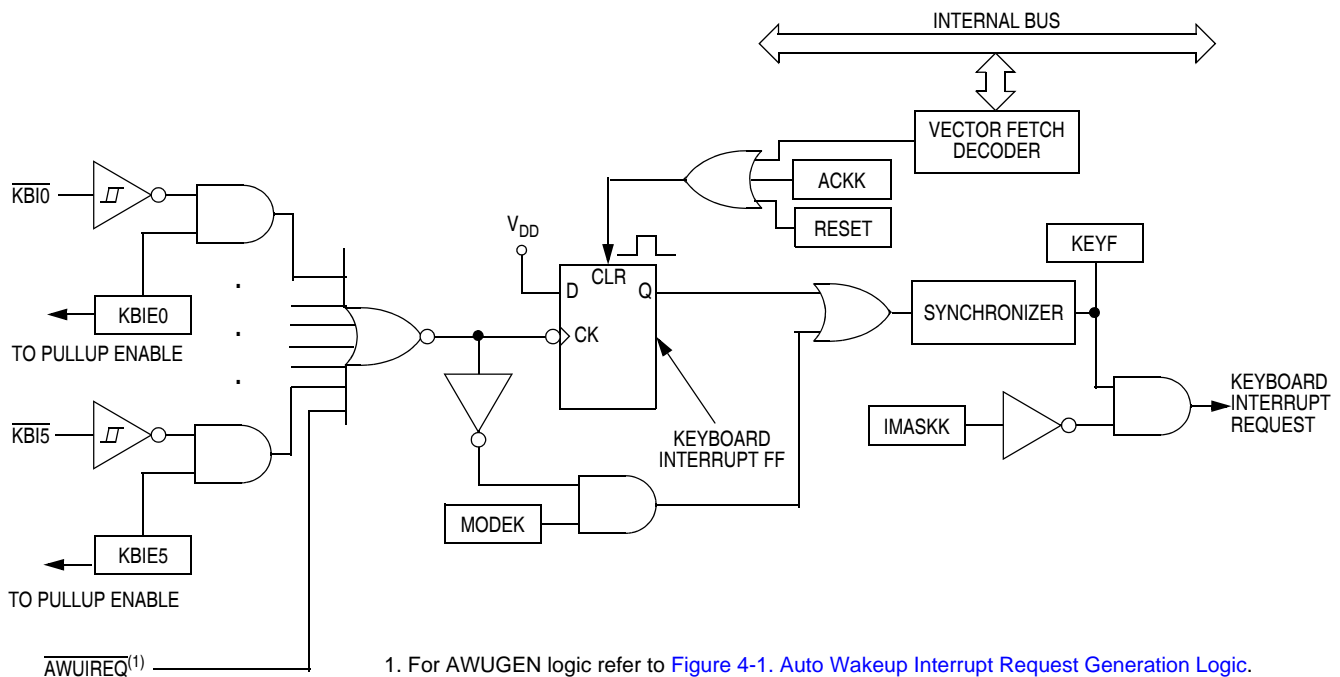 INTERNAL BUS
VECTOR FETCH
DECODER
ACKK
RESET
KBI0
KBIE0
TO PULLUP ENABLE
.
.
.
KBI5
KBIE5
TO PULLUP ENABLE
AWUIREQ(1)
VDD
CLR
D
Q
CK
KEYBOARD
INTERRUPT FF
MODEK
SYNCHRONIZER
KEYF
IMASKK
KEYBOARD
INTERRUPT
REQUEST
1. For AWUGEN logic refer to Figure 4-1. Auto Wakeup Interrupt Request Generation Logic.